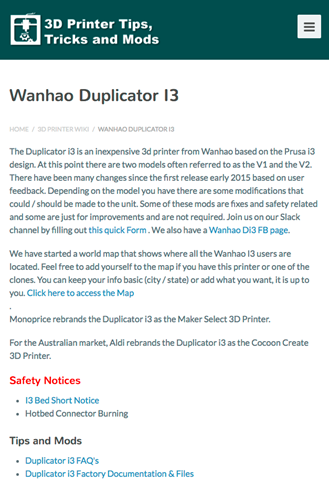 3D Printer Tips,
Tricks and Mods
Wanhao Duplicator I3
HOME / 3D PRINTER WIKI / WANHAO DUPLICATOR I3
The Duplicator i3 is an inexpensive 3d printer from Wanhao based on the Prusa i3
design. At this point there are two models often referred to as the V1 and the V2.
There have been many changes since the first release early 2015 based on user
feedback. Depending on the model you have there are some modifications that
could / should be made to the unit. Some of these mods are fixes and safety related
and some are just for improvements and are not required. Join us on our Slack
channel by filling out this quick Form . We also have a Wanhao Di3 FB page.
We have started a world map that shows where all the Wanhao I3 users are
located. Feel free to add yourself to the map if you have this printer or one of the
clones. You can keep your info basic (city / state) or add what you want, it is up to
you. Click here to access the Map
.
Monoprice rebrands the Duplicator i3 as the Maker Select 3D Printer.
For the Australian market, Aldi rebrands the Duplicator i3 as the Cocoon Create
3D Printer.
Safety Notices
• I3 Bed Short Notice
• Hotbed Connector Burning
Tips and Mods
• Duplicator i3 FAQ's
• Duplicator i3 Factory Documentation & Files